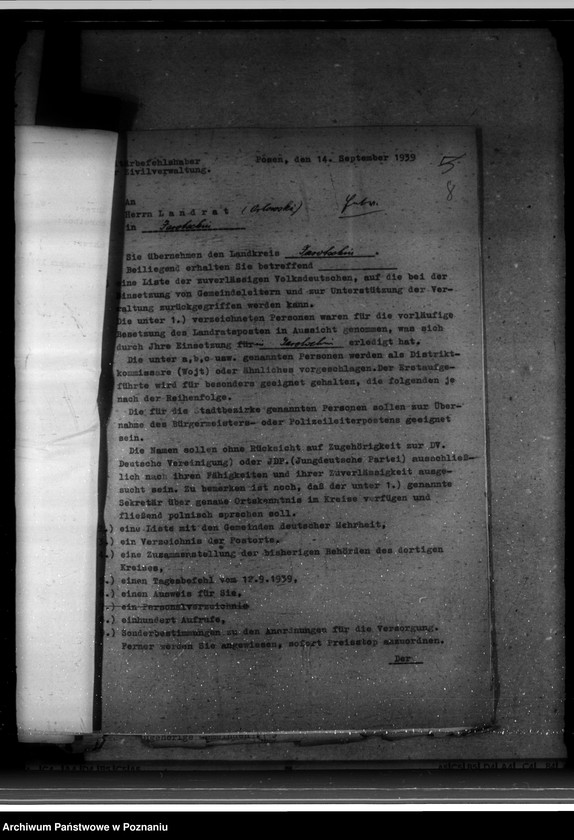 Posen, den 14. September 1939
Civilverwaltung.
An
Herrn Landrat
in Jarotschin
Sie übernehmen den Landkreis Jarotschin.
Beiliegend erhalten Sie betreffend
eine Liste der zuverlässigen Volksdeutschen, auf die bei der
Einsetzung von Gemeindeleitern und zur Unterstützung der Ver-
waltung zurückgegriffen werden kann.
Die unter 1.) verzeichneten Personen waren für die vorläufige
Besetzung des Landratsposten in Aussicht genommen, was sich
durch Jhre Einsetzung für Jarotschin erledigt hat.
Die unter a,b,c usw. genannten Personen werden als Distrikt-
kommissare (Wojt) oder ähnliches vorgeschlagen. Der Erstaufge-
führte wird für besonders geeignet gehalten, die folgenden je
nach der Reihenfolge.
Die für die Stadtbezirke genannten Personen sollen zur Über-
nahme des Bürgermeisters- oder Polizeileiterpostens geeignet
sein.
Die Namen sollen ohne Rücksicht auf Zugehörigkeit zur DV.
Deutsche Vereinigung) oder JDP.(Jungdeutsche Partei) ausschließ-
lich nach ihren Fähigkeiten und ihrer Zuverlässigkeit ausge-
sucht sein. Zu bemerken ist noch, daß der unter 1.) genannte
Sekretär über genaue Ortskenntnis im Kreise verfügen und
fließend polnisch sprechen soll.
.) eine Liste mit den Gemeinden deutscher Mehrheit,
.) ein Verzeichnis der Postorte,
.) eine Zusammenstellung der bisherigen Behörden des dortigen
Kreises,
.) einen Tagesbefehl vom 12.9.1939,
.) einen Ausweis für Sie,
.) ein Personalverzeichnis
.) einhundert Aufrufe,
.) Sonderbestimmungen zu den Anordnungen für die Versorgung.
Ferner werden Sie angewiesen, sofort Preisstop anzuordnen.
Der
Archiwum Państwowe w Poznaniu